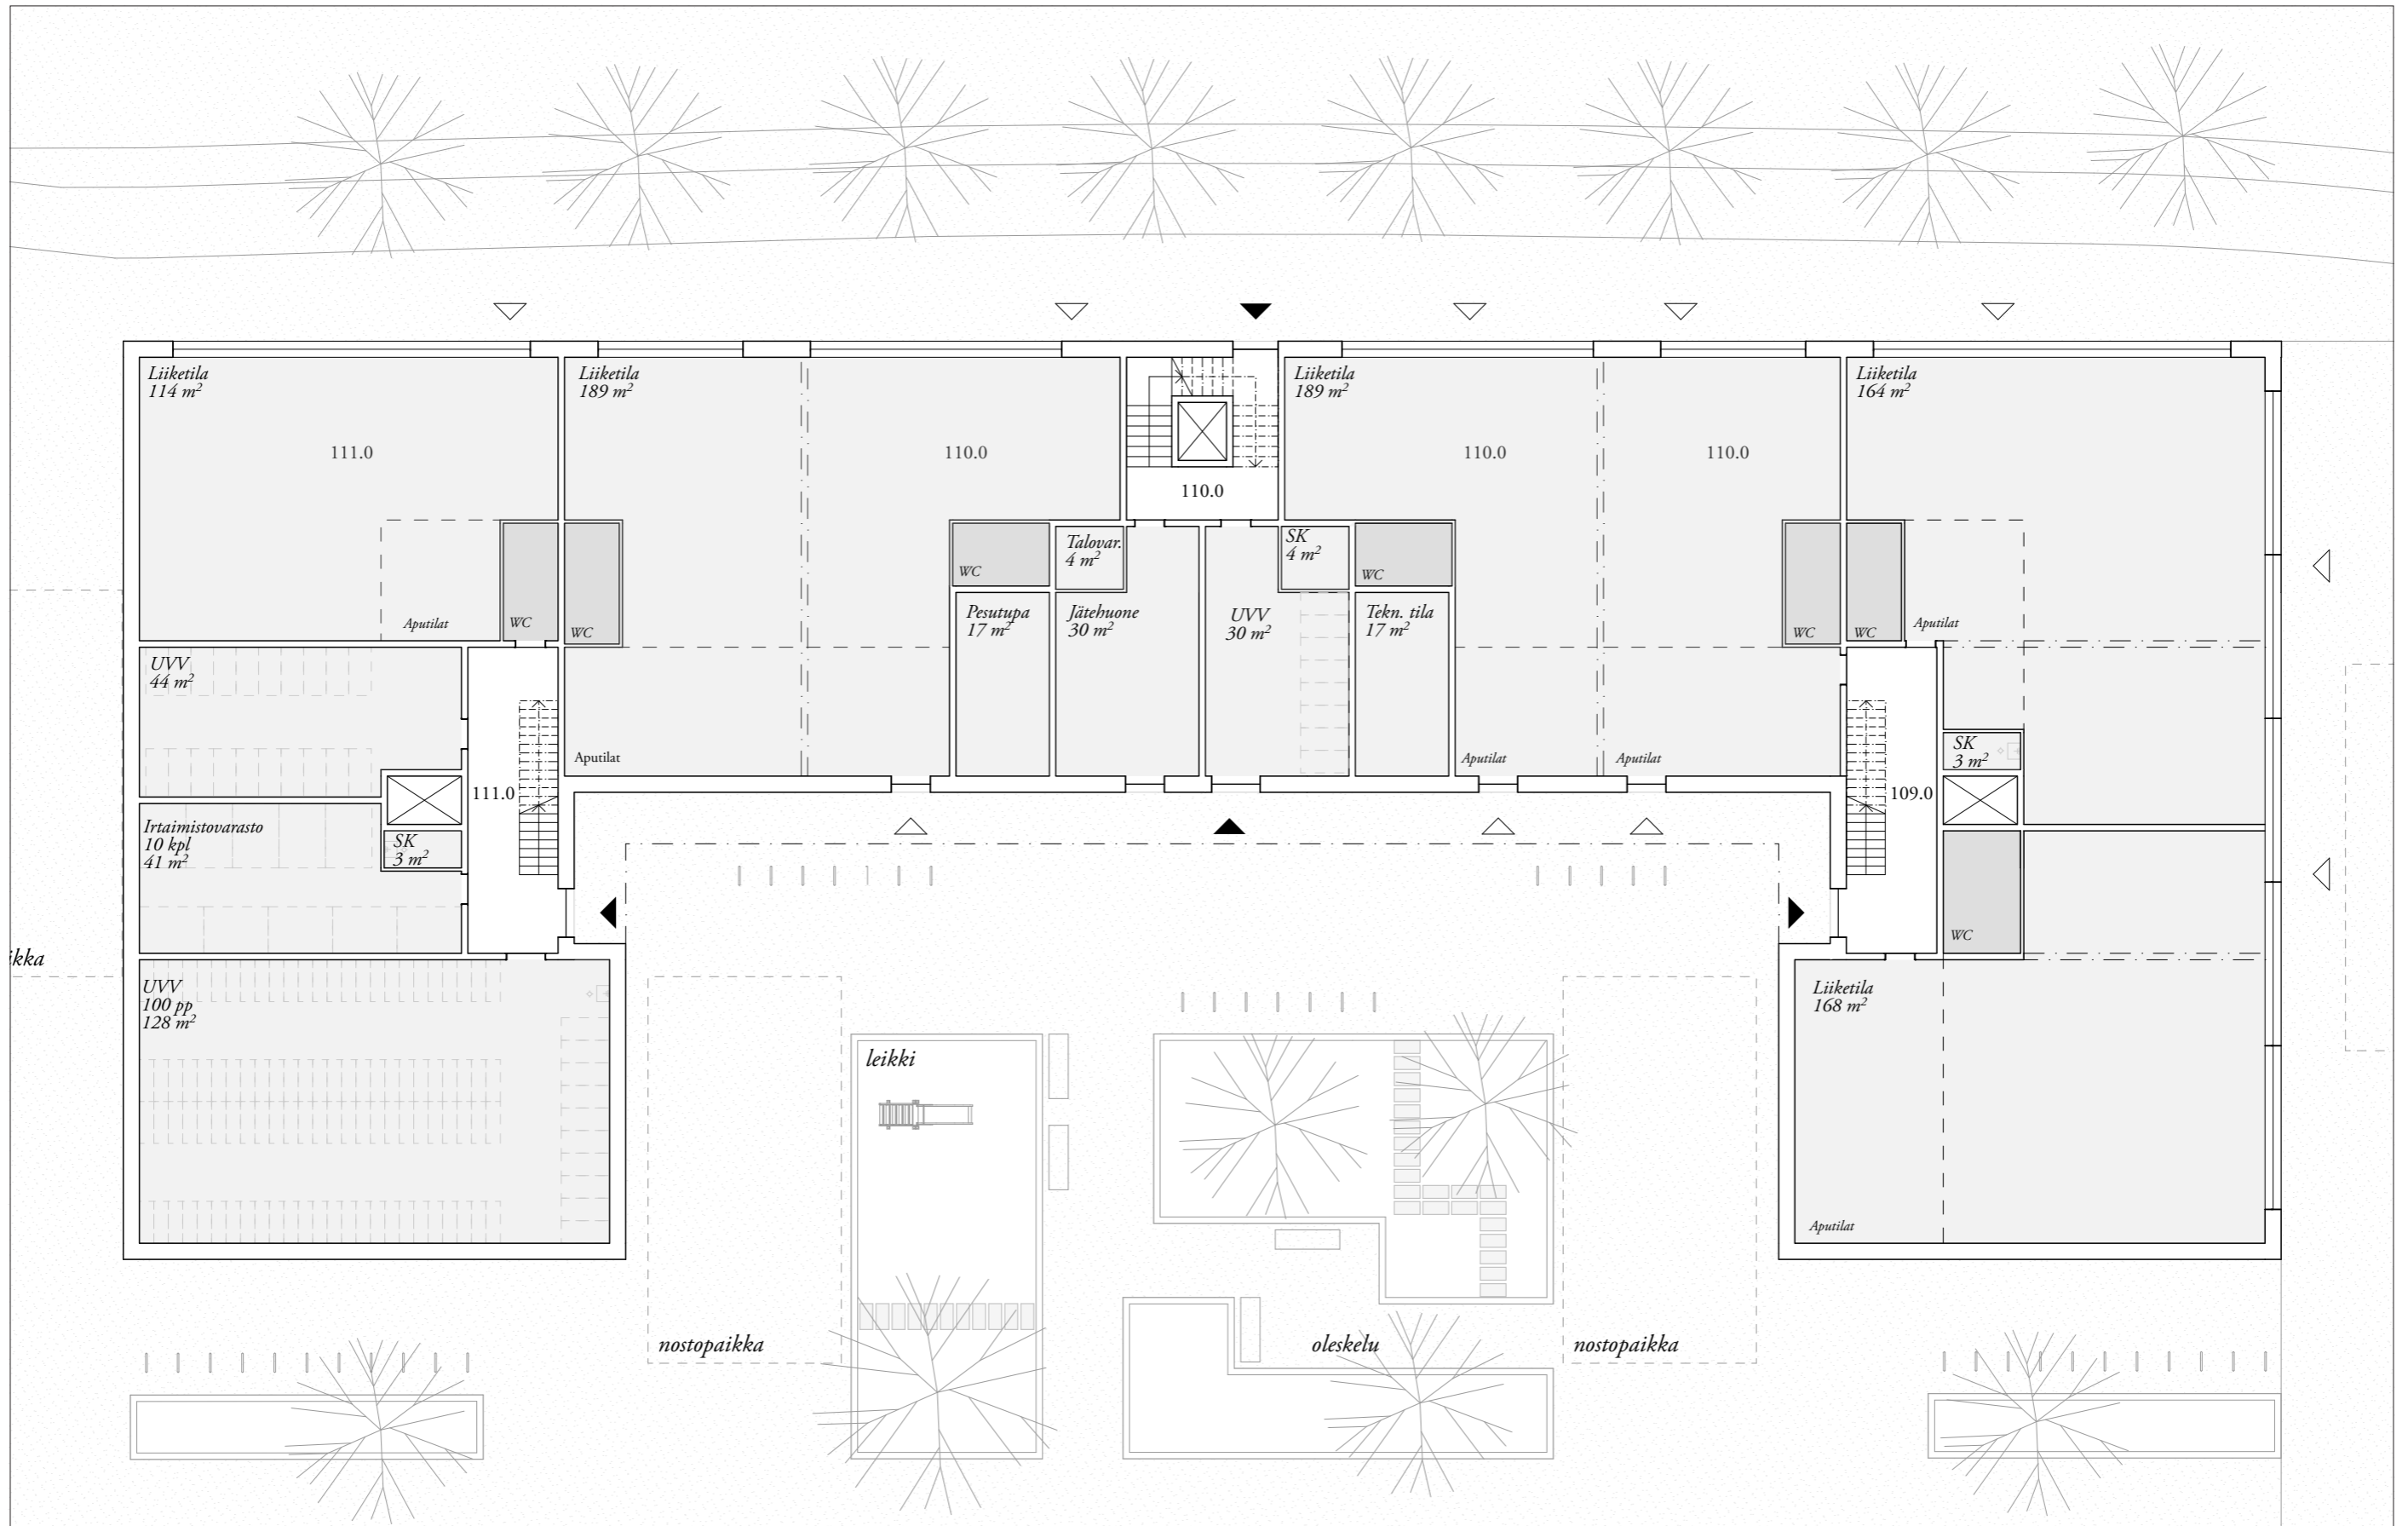 Liiketila
114 m²
Liiketila
189 m²
Liiketila
189 m²
Liiketila
164 m²
111.0
110.0
110.0
110.0
110.0
Aputilat
WC
WC
WC
Talovar.
4 m²
SK
4 m²
WC
WC
WC
Aputilat
Pesutupa
17 m²
Jätehuone
30 m²
UVV
30 m²
Tekn. tila
17 m²
UVV
44 m²
Aputilat
Aputilat
Aputilat
SK
3 m²
111.0
109.0
Irtaimistovarasto
10 kpl
41 m²
SK
3 m²
WC
ikka
UVV
100 pp
128 m²
Liiketila
168 m²
leikki
Aputilat
nostopaikka
oleskelu
nostopaikka